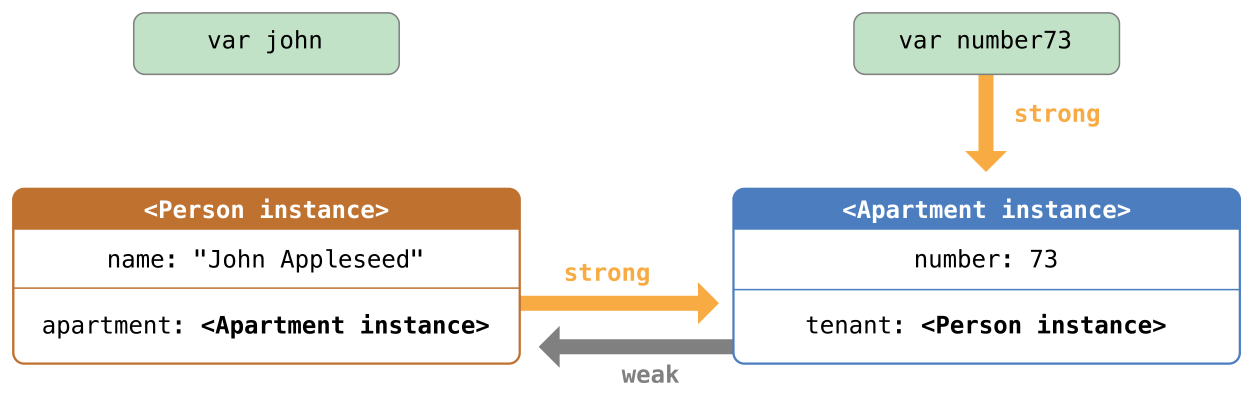 var john
var number73
strong
<Person instance>
<Apartment instance>
name: "John Appleseed"
number: 73
strong
apartment: <Apartment instance>
tenant: <Person instance>
weak